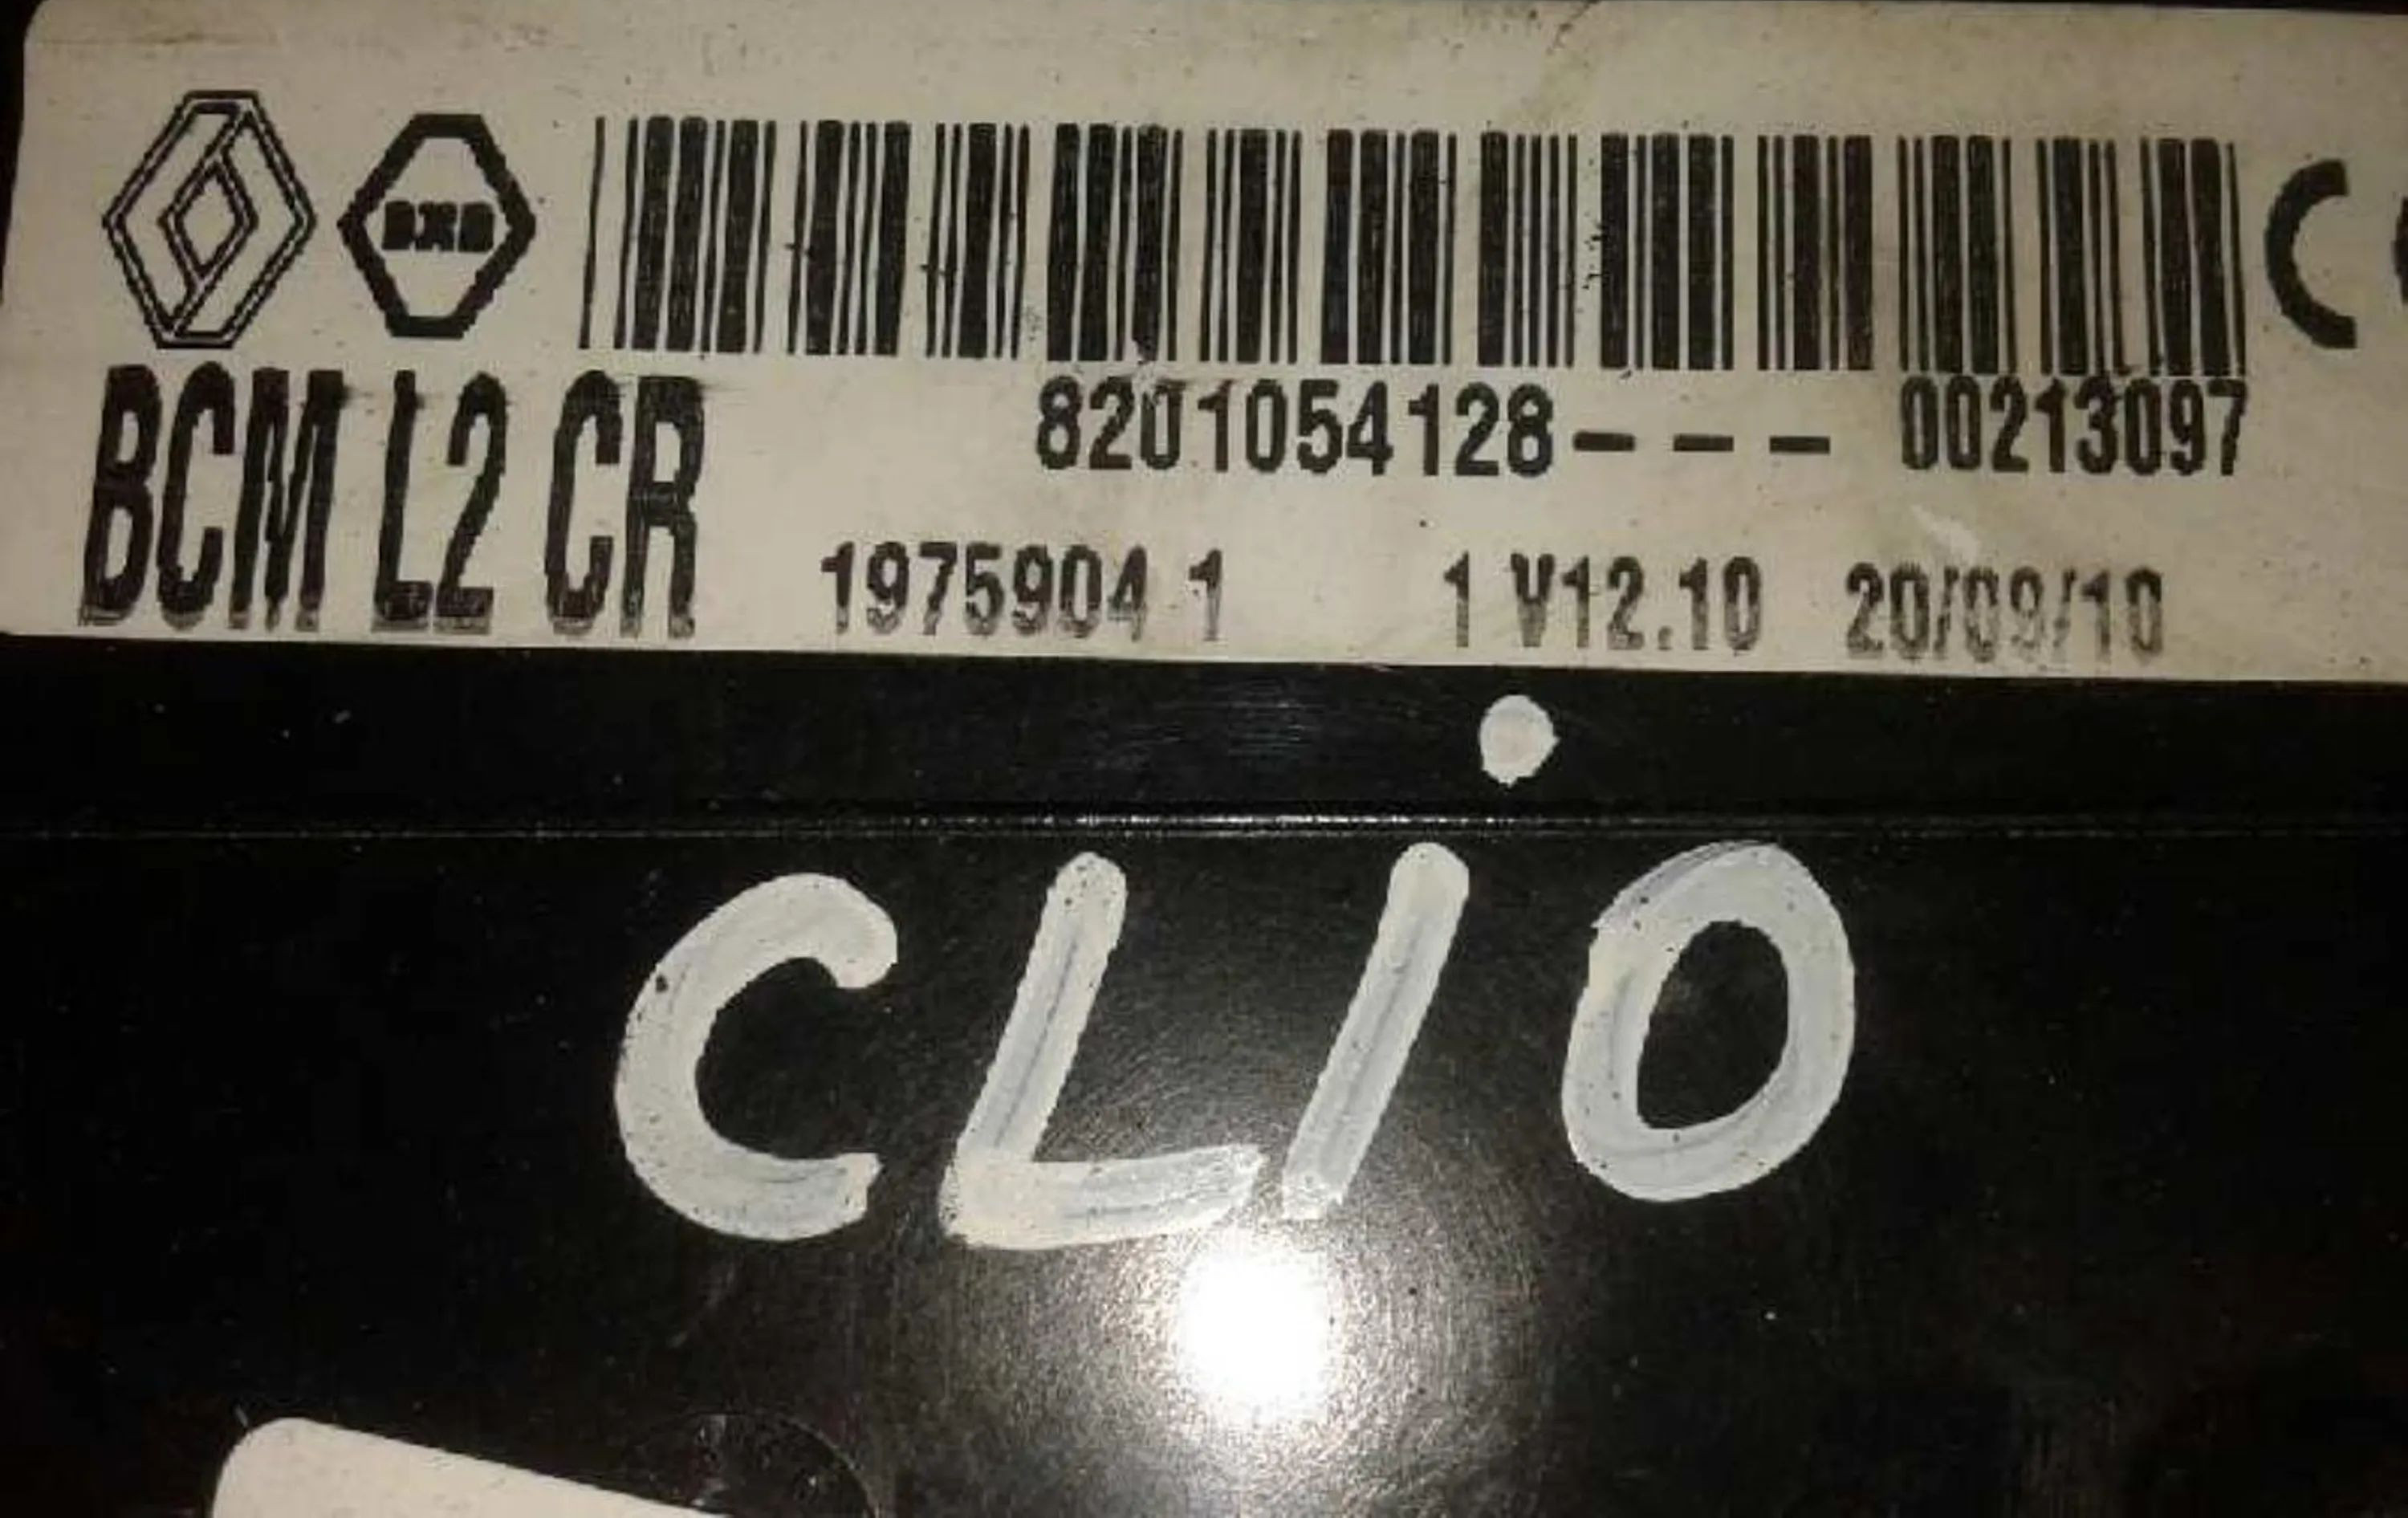 BCM L2 CR
8201054128--- 00213097
1975904 1 1 V12.10 20/09/10
CLiO